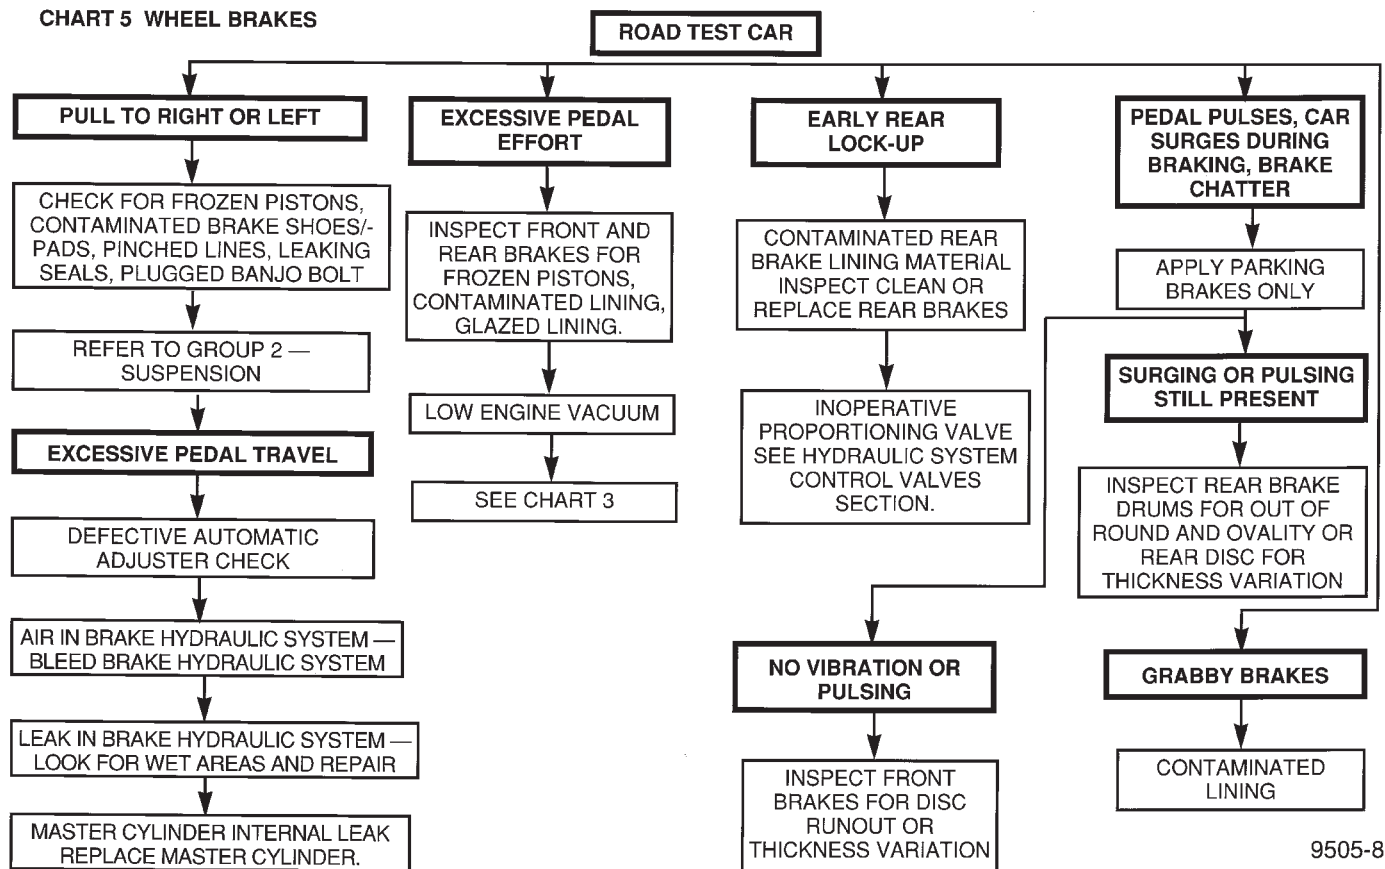 CHART 5 WHEEL BRAKES
ROAD TEST CAR
PULL TO RIGHT OR LEFT
CHECK FOR FROZEN PISTONS,
CONTAMINATED BRAKE SHOES/-
PADS, PINCHED LINES, LEAKING
SEALS, PLUGGED BANJO BOLT
REFER TO GROUP 2 —
SUSPENSION
EXCESSIVE PEDAL TRAVEL
DEFECTIVE AUTOMATIC
ADJUSTER CHECK
AIR IN BRAKE HYDRAULIC SYSTEM —
BLEED BRAKE HYDRAULIC SYSTEM
LEAK IN BRAKE HYDRAULIC SYSTEM —
LOOK FOR WET AREAS AND REPAIR
MASTER CYLINDER INTERNAL LEAK
REPLACE MASTER CYLINDER.
EXCESSIVE PEDAL
EFFORT
INSPECT FRONT AND
REAR BRAKES FOR
FROZEN PISTONS,
CONTAMINATED LINING,
GLAZED LINING.
LOW ENGINE VACUUM
SEE CHART 3
EARLY REAR
LOCK-UP
CONTAMINATED REAR
BRAKE LINING MATERIAL
INSPECT CLEAN OR
REPLACE REAR BRAKES
INOPERATIVE
PROPORTIONING VALVE
SEE HYDRAULIC SYSTEM
CONTROL VALVES
SECTION.
PEDAL PULSES, CAR
SURGES DURING
BRAKING, BRAKE
CHATTER
APPLY PARKING
BRAKES ONLY
SURGING OR PULSING
STILL PRESENT
INSPECT REAR BRAKE
DRUMS FOR OUT OF
ROUND AND OVALITY OR
REAR DISC FOR
THICKNESS VARIATION
NO VIBRATION OR
PULSING
INSPECT FRONT
BRAKES FOR DISC
RUNOUT OR
THICKNESS VARIATION
GRABBY BRAKES
CONTAMINATED
LINING
9505-8